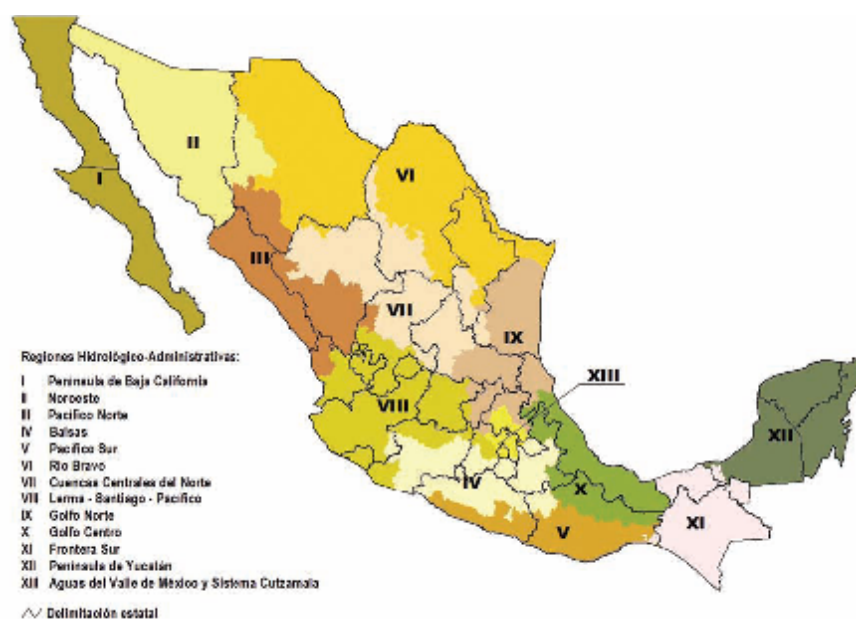 I
II
III
VI
VII
IX
XIII
VIII
IV
X
V
XI
XII
Regiones Hidrológico-Administrativas:
I Península de Baja California
II Noroeste
III Pacífico Norte
IV Balsas
V Pacífico Sur
VI Río Bravo
VII Cuencas Centrales del Norte
VIII Lerma - Santiago - Pacífico
IX Golfo Norte
X Golfo Centro
XI Frontera Sur
XII Península de Yucatán
XIII Aguas del Valle de México y Sistema Cutzamala
Delimitación estatal